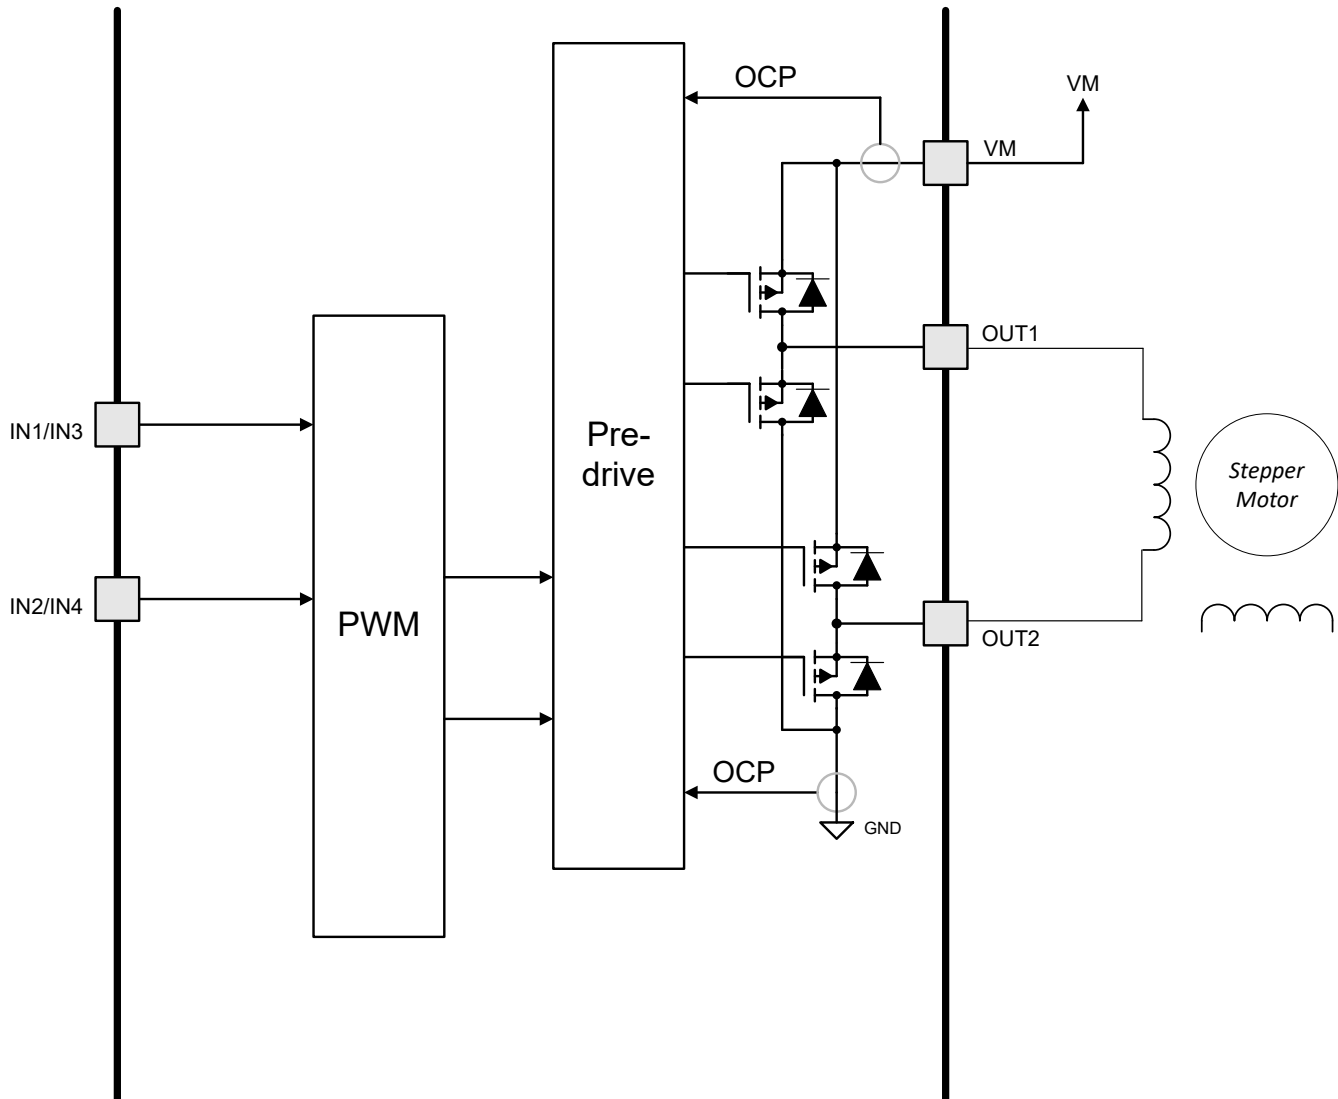 OCP
VM
VM
OUT1
IN1/IN3
Pre-
drive
Stepper
Motor
IN2/IN4
PWM
OUT2
OCP
GND